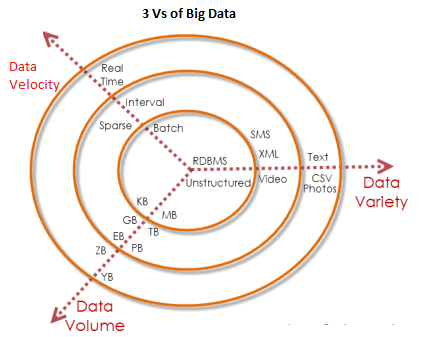 3 Vs of Big Data
Data
Velocity
Real
Time
Interval
Sparse
Batch
SMS
XML
Text
RDBMS
Unstructured
Video
CSV
Photos
Data
Variety
KB
MB
GB
TB
EB
PB
ZB
YB
Data
Volume